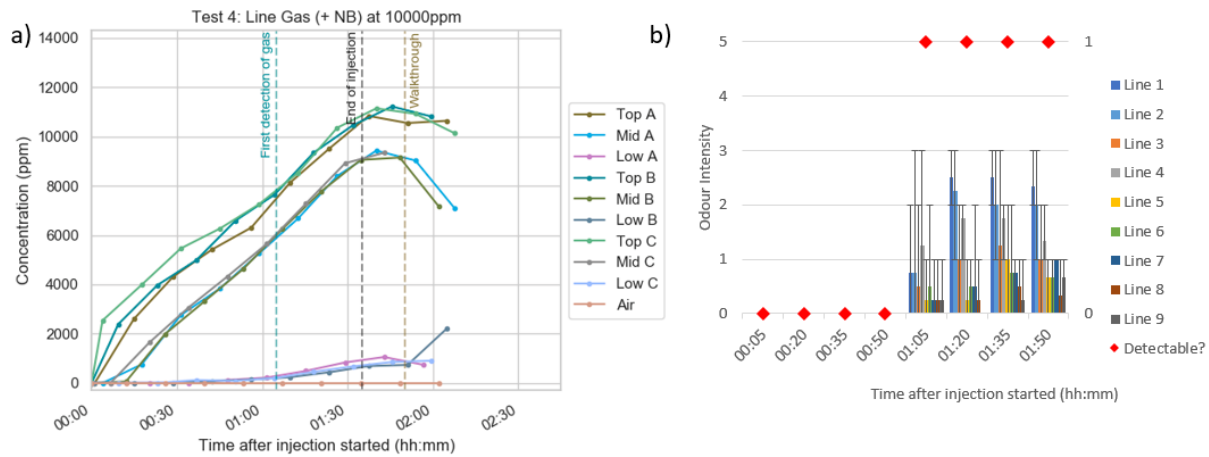 a)
Test 4: Line Gas (+ NB) at 10000ppm
14000
12000
10000
8000
6000
4000
2000
0
Concentration (ppm)
First detection of gas
End of injection
Walkthrough
00:00
00:30
01:00
01:30
02:00
02:30
Time after injection started (hh:mm)
Top A
Mid A
Low A
Top B
Mid B
Low B
Top C
Mid C
Low C
Air
b)
5
4
3
2
1
0
Odour Intensity
1
0
00:05
00:20
00:35
00:50
01:05
01:20
01:35
01:50
Time after injection started (hh:mm)
Line 1
Line 2
Line 3
Line 4
Line 5
Line 6
Line 7
Line 8
Line 9
Detectable?